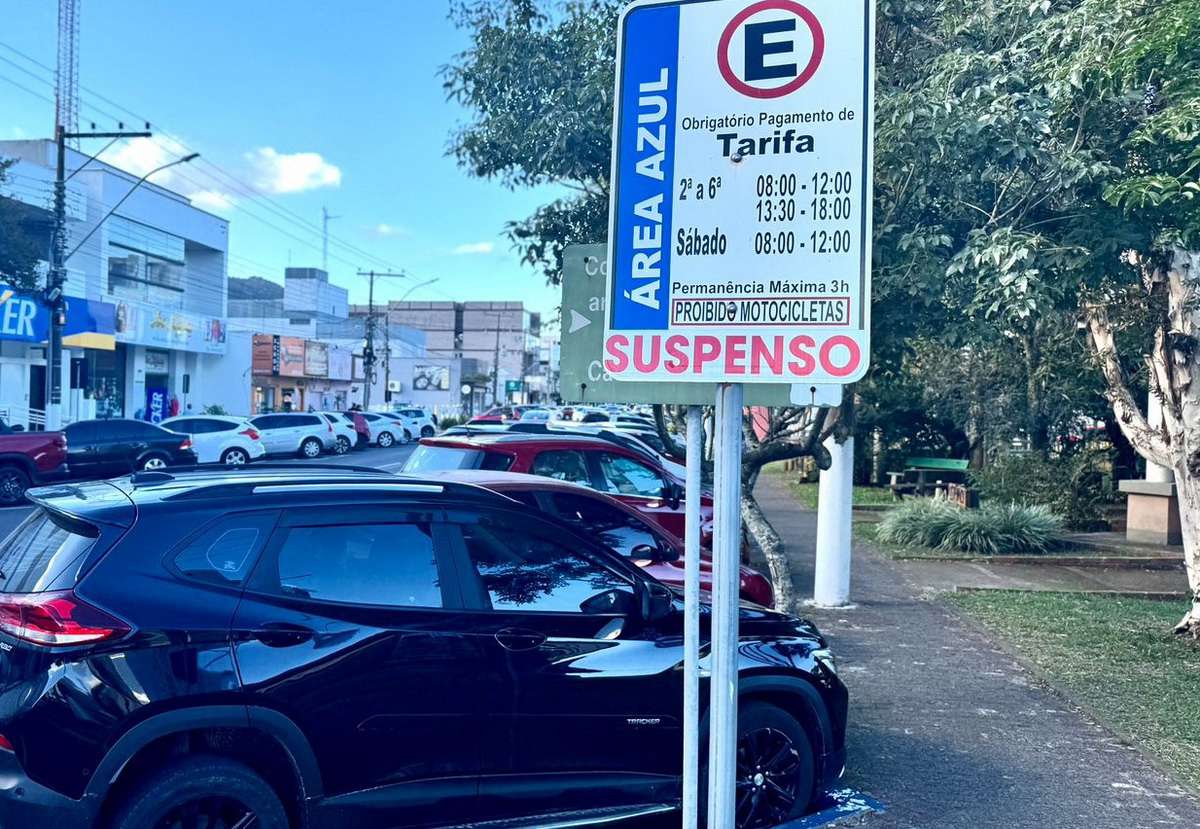 E
ÁREA AZUL
Obrigatório Pagamento de
Tarifa
2ª a 6ª 08:00 - 12:00
13:30 - 18:00
Sábado 08:00 - 12:00
Permanência Máxima 3h
PROIBIDO MOTOCICLETAS
SUSPENSO
TRACKER